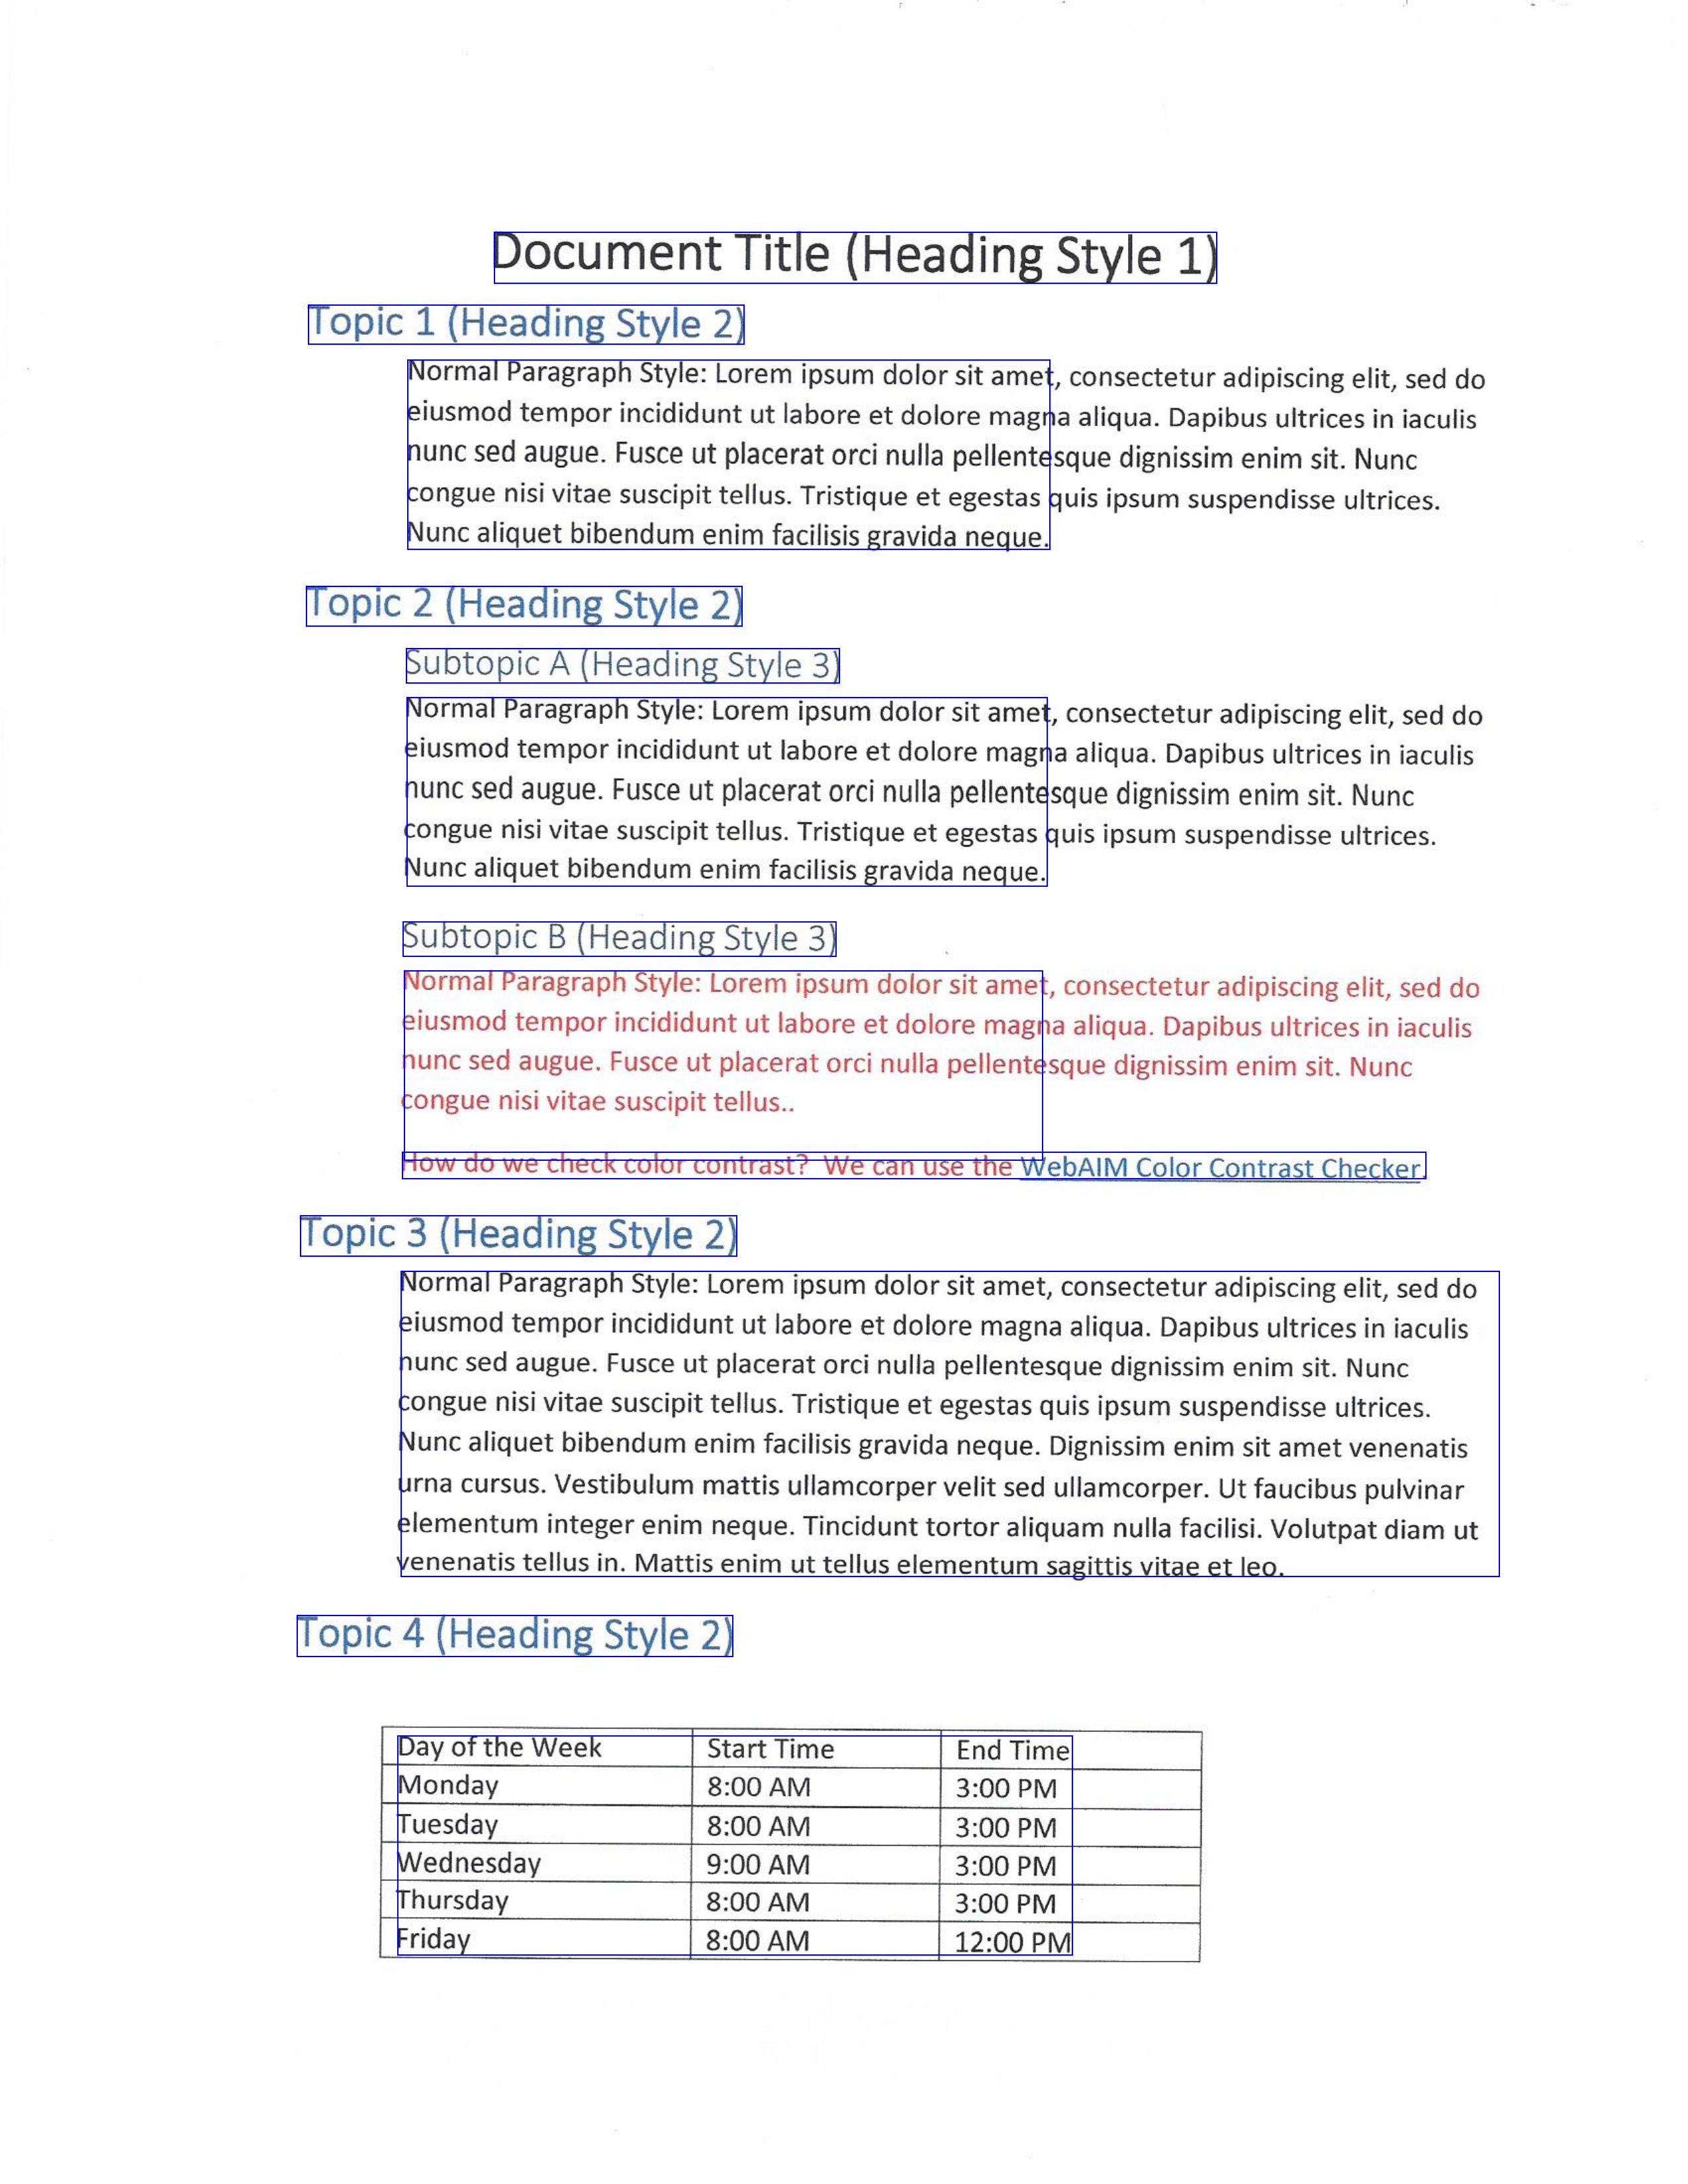 Document Title (Heading Style 1)
Topic 1 (Heading Style 2)
Normal Paragraph Style: Lorem ipsum dolor sit amet, consectetur adipiscing elit, sed do
eiusmod tempor incididunt ut labore et dolore magna aliqua. Dapibus ultrices in iaculis
nunc sed augue. Fusce ut placerat orci nulla pellentesque dignissim enim sit. Nunc
congue nisi vitae suscipit tellus. Tristique et egestas quis ipsum suspendisse ultrices.
Nunc aliquet bibendum enim facilisis gravida neque.
Topic 2 (Heading Style 2)
Subtopic A (Heading Style 3)
Normal Paragraph Style: Lorem ipsum dolor sit amet, consectetur adipiscing elit, sed do
eiusmod tempor incididunt ut labore et dolore magna aliqua. Dapibus ultrices in iaculis
nunc sed augue. Fusce ut placerat orci nulla pellentesque dignissim enim sit. Nunc
congue nisi vitae suscipit tellus. Tristique et egestas quis ipsum suspendisse ultrices.
Nunc aliquet bibendum enim facilisis gravida neque.
Subtopic B (Heading Style 3)
Normal Paragraph Style: Lorem ipsum dolor sit amet, consectetur adipiscing elit, sed do
eiusmod tempor incididunt ut labore et dolore magna aliqua. Dapibus ultrices in iaculis
nunc sed augue. Fusce ut placerat orci nulla pellentesque dignissim enim sit. Nunc
congue nisi vitae suscipit tellus..
How do we check color contrast? We can use the WebAIM Color Contrast Checker.
Topic 3 (Heading Style 2)
Normal Paragraph Style: Lorem ipsum dolor sit amet, consectetur adipiscing elit, sed do
eiusmod tempor incididunt ut labore et dolore magna aliqua. Dapibus ultrices in iaculis
nunc sed augue. Fusce ut placerat orci nulla pellentesque dignissim enim sit. Nunc
congue nisi vitae suscipit tellus. Tristique et egestas quis ipsum suspendisse ultrices.
Nunc aliquet bibendum enim facilisis gravida neque. Dignissim enim sit amet venenatis
urna cursus. Vestibulum mattis ullamcorper velit sed ullamcorper. Ut faucibus pulvinar
elementum integer enim neque. Tincidunt tortor aliquam nulla facilisi. Volutpat diam ut
venenatis tellus in. Mattis enim ut tellus elementum sagittis vitae et leo.
Topic 4 (Heading Style 2)
Day of the Week Start Time End Time
Monday 8:00 AM 3:00 PM
Tuesday 8:00 AM 3:00 PM
Wednesday 9:00 AM 3:00 PM
Thursday 8:00 AM 3:00 PM
Friday 8:00 AM 12:00 PM